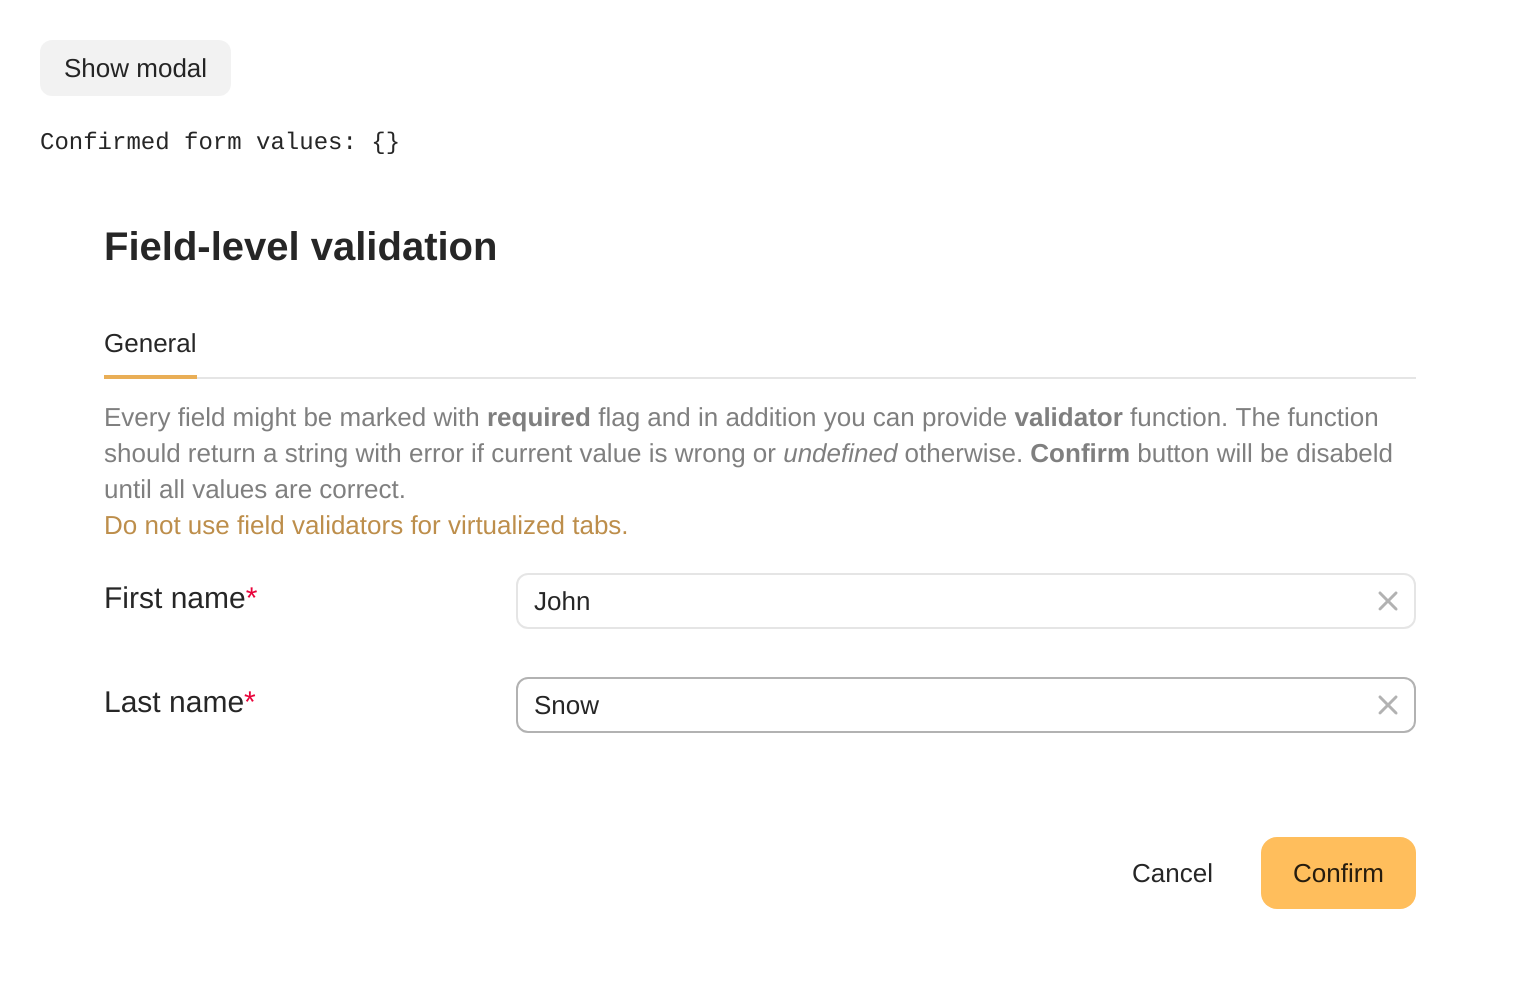 Show modal
Confirmed form values: {}
Field-level validation
General
Every field might be marked with required flag and in addition you can provide validator function. The function
should return a string with error if current value is wrong or undefined otherwise. Confirm button will be disabeld
until all values are correct.
Do not use field validators for virtualized tabs.
First name*
John
Last name*
Snow
Cancel
Confirm